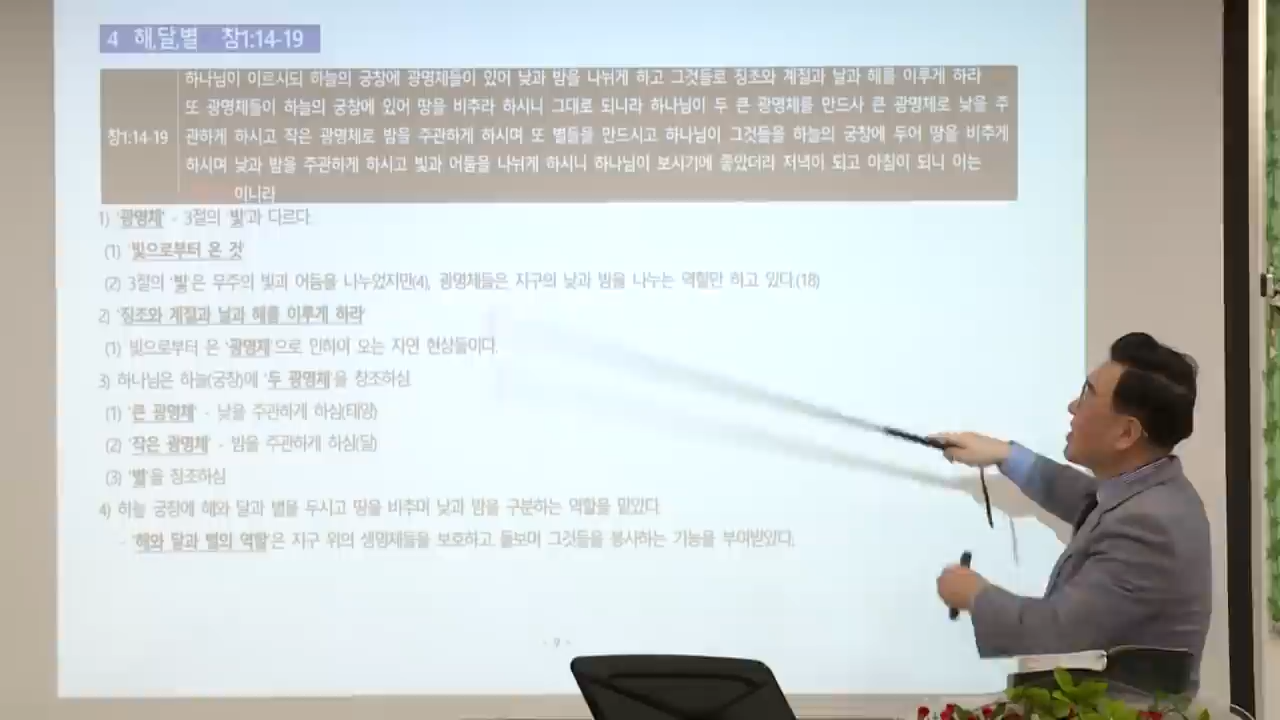 4 해,달,별 창1:14-19
하나님이 이르시되 하늘의 궁창에 광명체들이 있어 낮과 밤을 나뉘게 하고 그것들로 징조와 계절과 날과 해를 이루게 하라
또 광명체들이 하늘의 궁창에 있어 땅을 비추라 하시니 그대로 되니라 하나님이 두 큰 광명체를 만드사 큰 광명체로 낮을 주
창1:14-19
관하게 하시고 작은 광명체로 밤을 주관하게 하시며 또 별들을 만드시고 하나님이 그것들을 하늘의 궁창에 두어 땅을 비추게
하시며 낮과 밤을 주관하게 하시고 빛과 어둠을 나뉘게 하시니 하나님이 보시기에 좋았더라 저녁이 되고 아침이 되니 이는
이니라
1) '광명체' - 3절의 '빛'과 다르다.
(1) '빛으로부터 온 것'
(2) 3절의 '빛'은 우주의 빛과 어둠을 나누었지만(4), 광명체들은 지구의 낮과 밤을 나누는 역할만 하고 있다.(18)
2) '징조와 계절과 날과 해를 이루게 하라'
(1) 빛으로부터 온 '광명체'으로 인하여 오는 자연 현상들이다.
3) 하나님은 하늘(궁창)에 '두 광명체'을 창조하심
(1) '큰 광명체' - 낮을 주관하게 하심(태양)
(2) '작은 광명체' - 밤을 주관하게 하심(달)
(3) '별'을 창조하심
4) 하늘 궁창에 해와 달과 별을 두시고 땅을 비추며 낮과 밤을 구분하는 역할을 맡았다.
- '해와 달과 별의 역할'은 지구 위의 생명체들을 보호하고, 돌보며 그것들을 봉사하는 기능을 부여받았다.
- 9 -